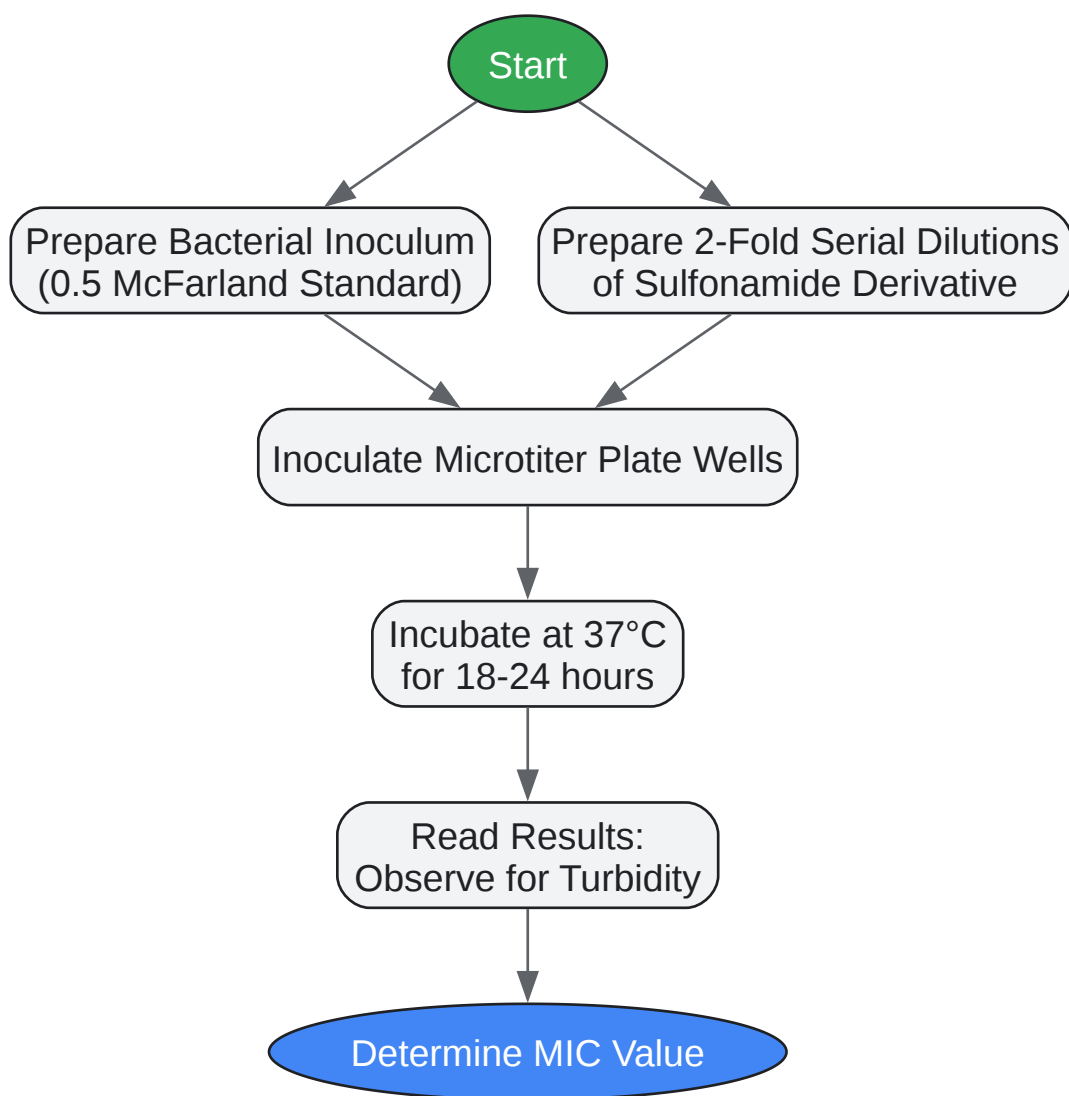 Start
Prepare Bacterial Inoculum
(0.5 McFarland Standard)
Prepare 2-Fold Serial Dilutions
of Sulfonamide Derivative
Inoculate Microtiter Plate Wells
Incubate at 37°C
for 18-24 hours
Read Results:
Observe for Turbidity
Determine MIC Value